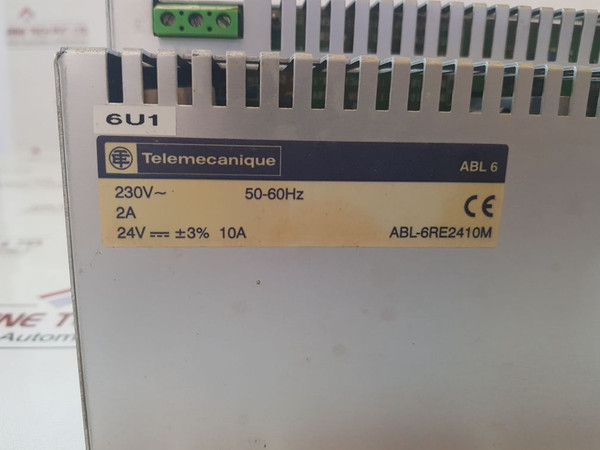 6U1
Telemecanique ABL 6
230V~ 50-60Hz
2A CE
24V ⎓ ±3% 10A ABL-6RE2410M